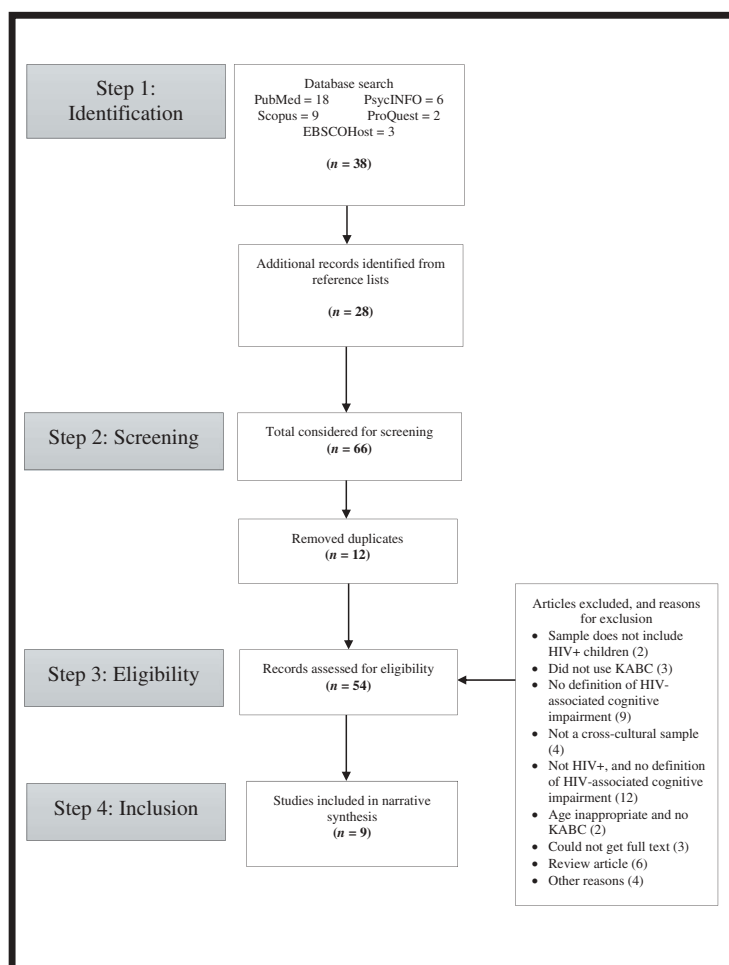 Step 1:
Identification
Database search
PubMed = 18 PsycINFO = 6
Scopus = 9 ProQuest = 2
EBSCOHost = 3
(n = 38)
Additional records identified from
reference lists
(n = 28)
Step 2: Screening
Total considered for screening
(n = 66)
Removed duplicates
(n = 12)
Step 3: Eligibility
Records assessed for eligibility
(n = 54)
Articles excluded, and reasons
for exclusion
• Sample does not include
HIV+ children (2)
• Did not use KABC (3)
• No definition of HIV-
associated cognitive
impairment (9)
• Not a cross-cultural sample
(4)
• Not HIV+, and no definition
of HIV-associated cognitive
impairment (12)
• Age inappropriate and no
KABC (2)
• Could not get full text (3)
• Review article (6)
• Other reasons (4)
Step 4: Inclusion
Studies included in narrative
synthesis
(n = 9)